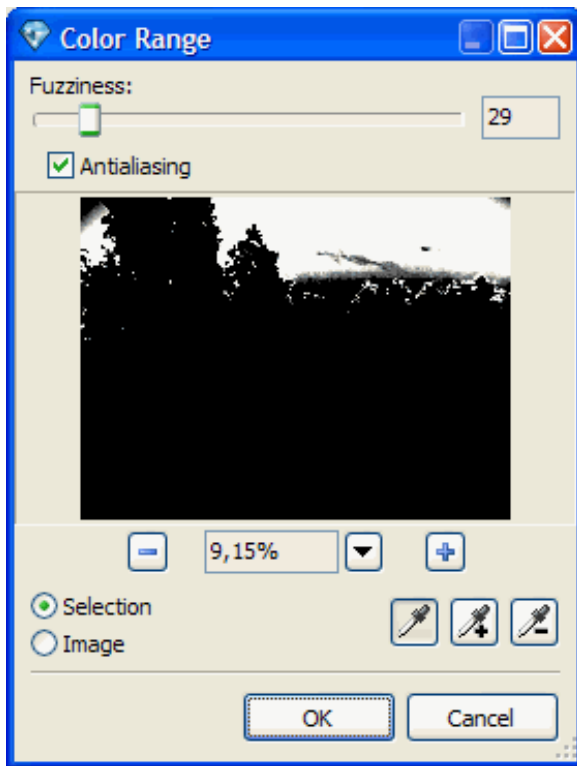 Color Range
Fuzziness:
29
Antialiasing
9,15%
Selection
Image
OK
Cancel